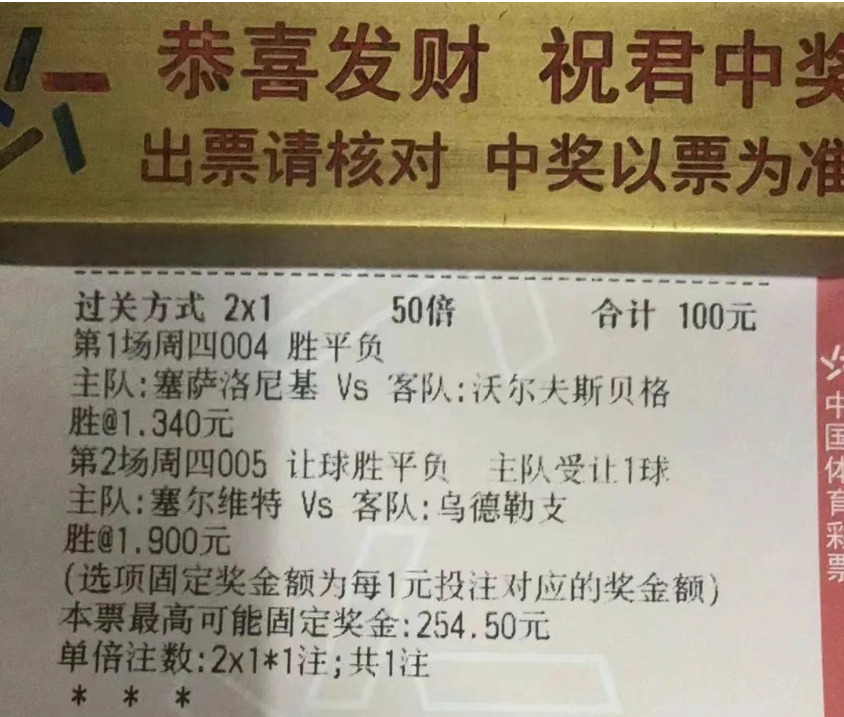 恭喜发财 祝君中奖
出票请核对 中奖以票为准
过关方式 2x1 50倍 合计 100元
第1场周四004 胜平负
主队:塞萨洛尼基 Vs 客队:沃尔夫斯贝格
胜@1.340元
第2场周四005 让球胜平负 主队受让1球
主队:塞尔维特 Vs 客队:乌德勒支
胜@1.900元
(选项固定奖金额为每1元投注对应的奖金额)
本票最高可能固定奖金:254.50元
单倍注数:2x1*1注;共1注
* * *
中国体育彩票